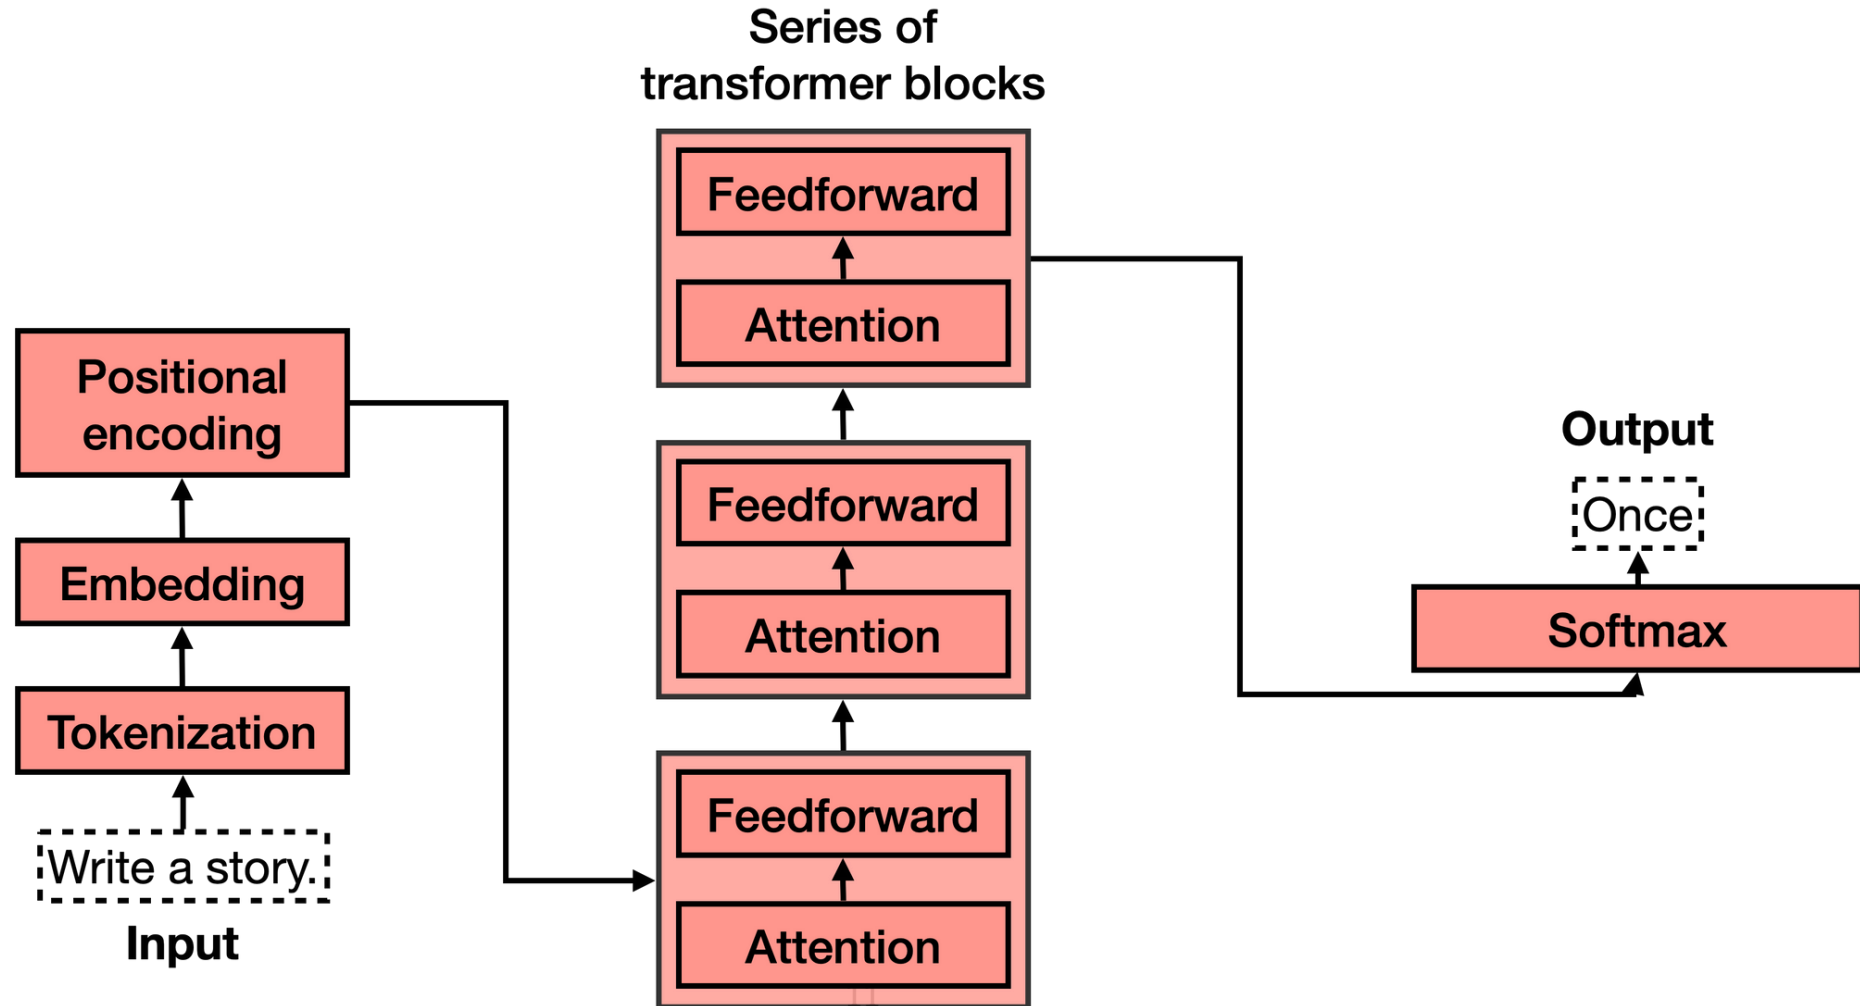 Series of
transformer blocks
Feedforward
Attention
Positional
encoding
Feedforward
Attention
Embedding
Tokenization
Feedforward
Attention
Write a story.
Input
Output
Once
Softmax